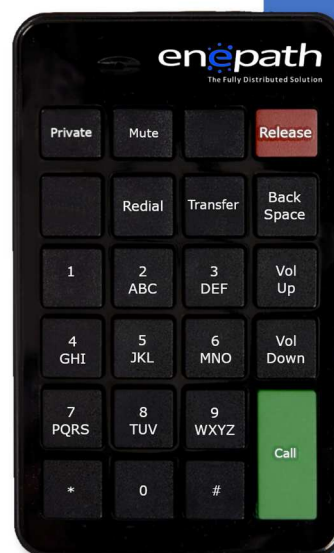 enepath
The Fully Distributed Solution
Private Mute Release
Redial Transfer Back Space
1 2 ABC 3 DEF Vol Up
4 GHI 5 JKL 6 MNO Vol Down
7 PQRS 8 TUV 9 WXYZ Call
* 0 #